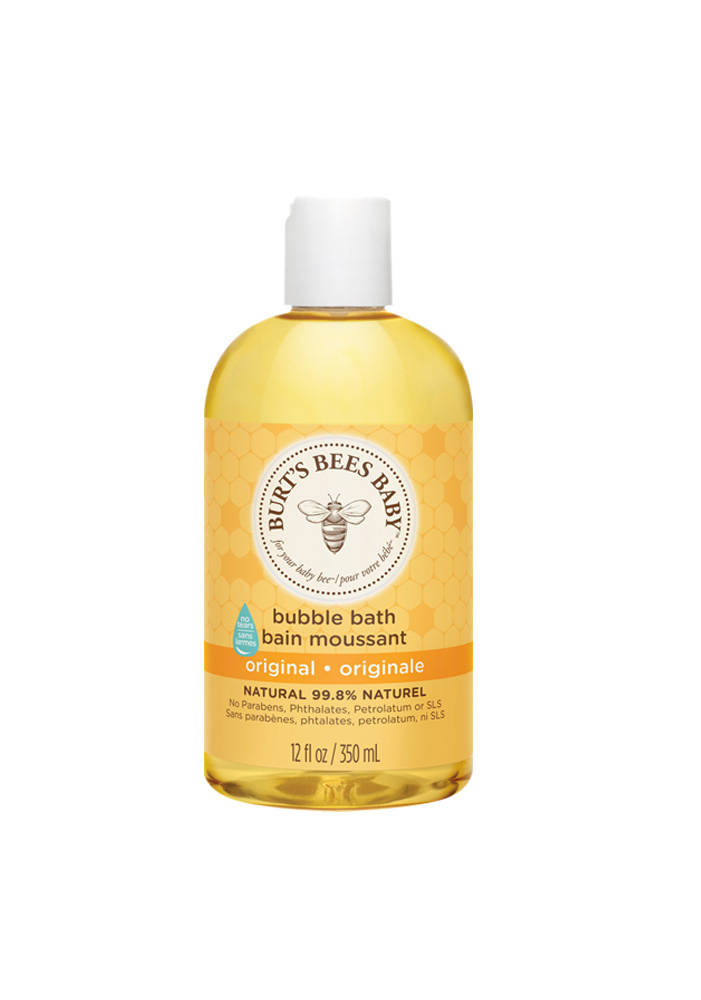 BURT'S BEES BABY
for your baby bee™/pour votre bébé™
no
tears
sans
larmes
bubble bath
bain moussant
original • originale
NATURAL 99.8% NATUREL
No Parabens, Phthalates, Petrolatum or SLS
Sans parabènes, phtalates, petrolatum, ni SLS
12 fl oz / 350 mL